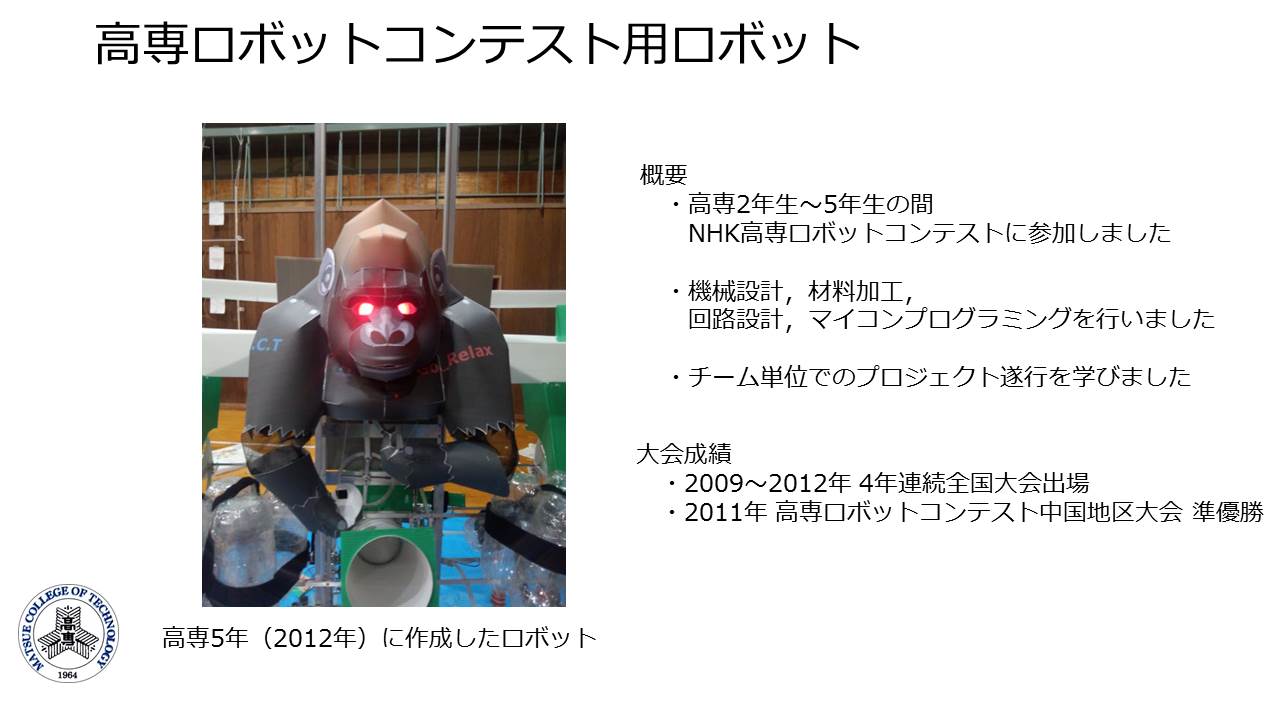 高専ロボットコンテスト用ロボット
.C.T
Go_Relax
概要
・高専2年生～5年生の間
NHK高専ロボットコンテストに参加しました
・機械設計，材料加工，
回路設計，マイコンプログラミングを行いました
・チーム単位でのプロジェクト遂行を学びました
大会成績
・2009～2012年 4年連続全国大会出場
・2011年 高専ロボットコンテスト中国地区大会 準優勝
高専5年（2012年）に作成したロボット
MATSUE COLLEGE OF TECHNOLOGY
高専
1964